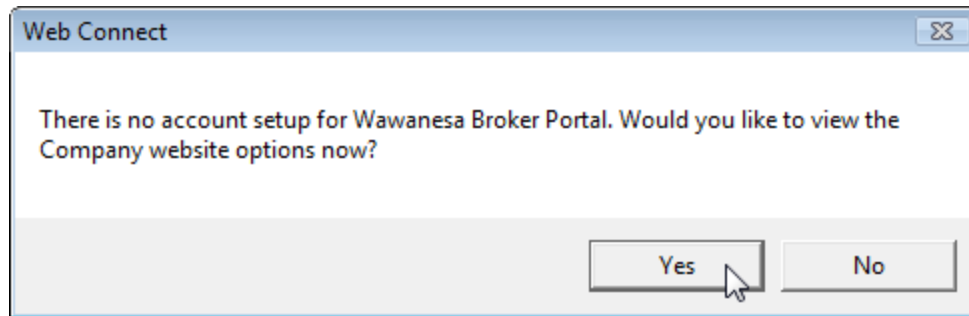 Web Connect
There is no account setup for Wawanesa Broker Portal. Would you like to view the
Company website options now?
Yes
No